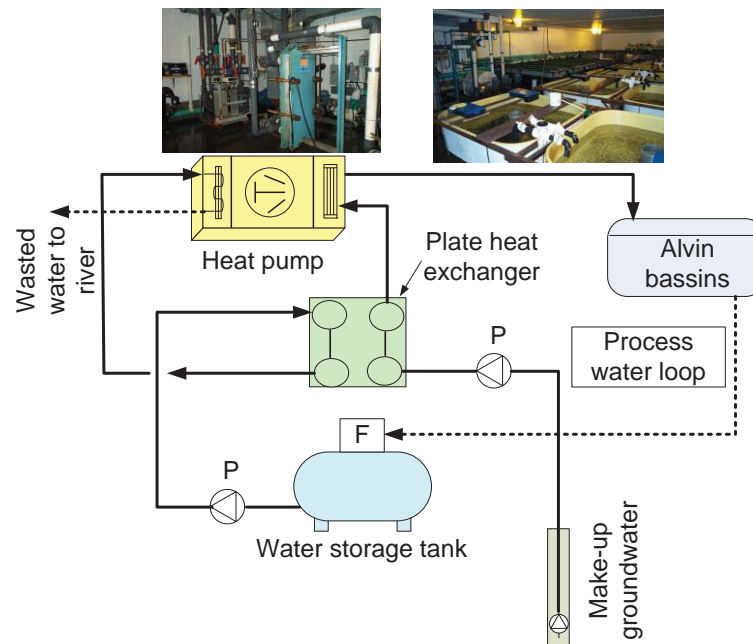 Heat pump
Plate heat
exchanger
Wasted
water to
river
Alvin
bassins
Process
water loop
P
F
P
Water storage tank
Make-up
groundwater